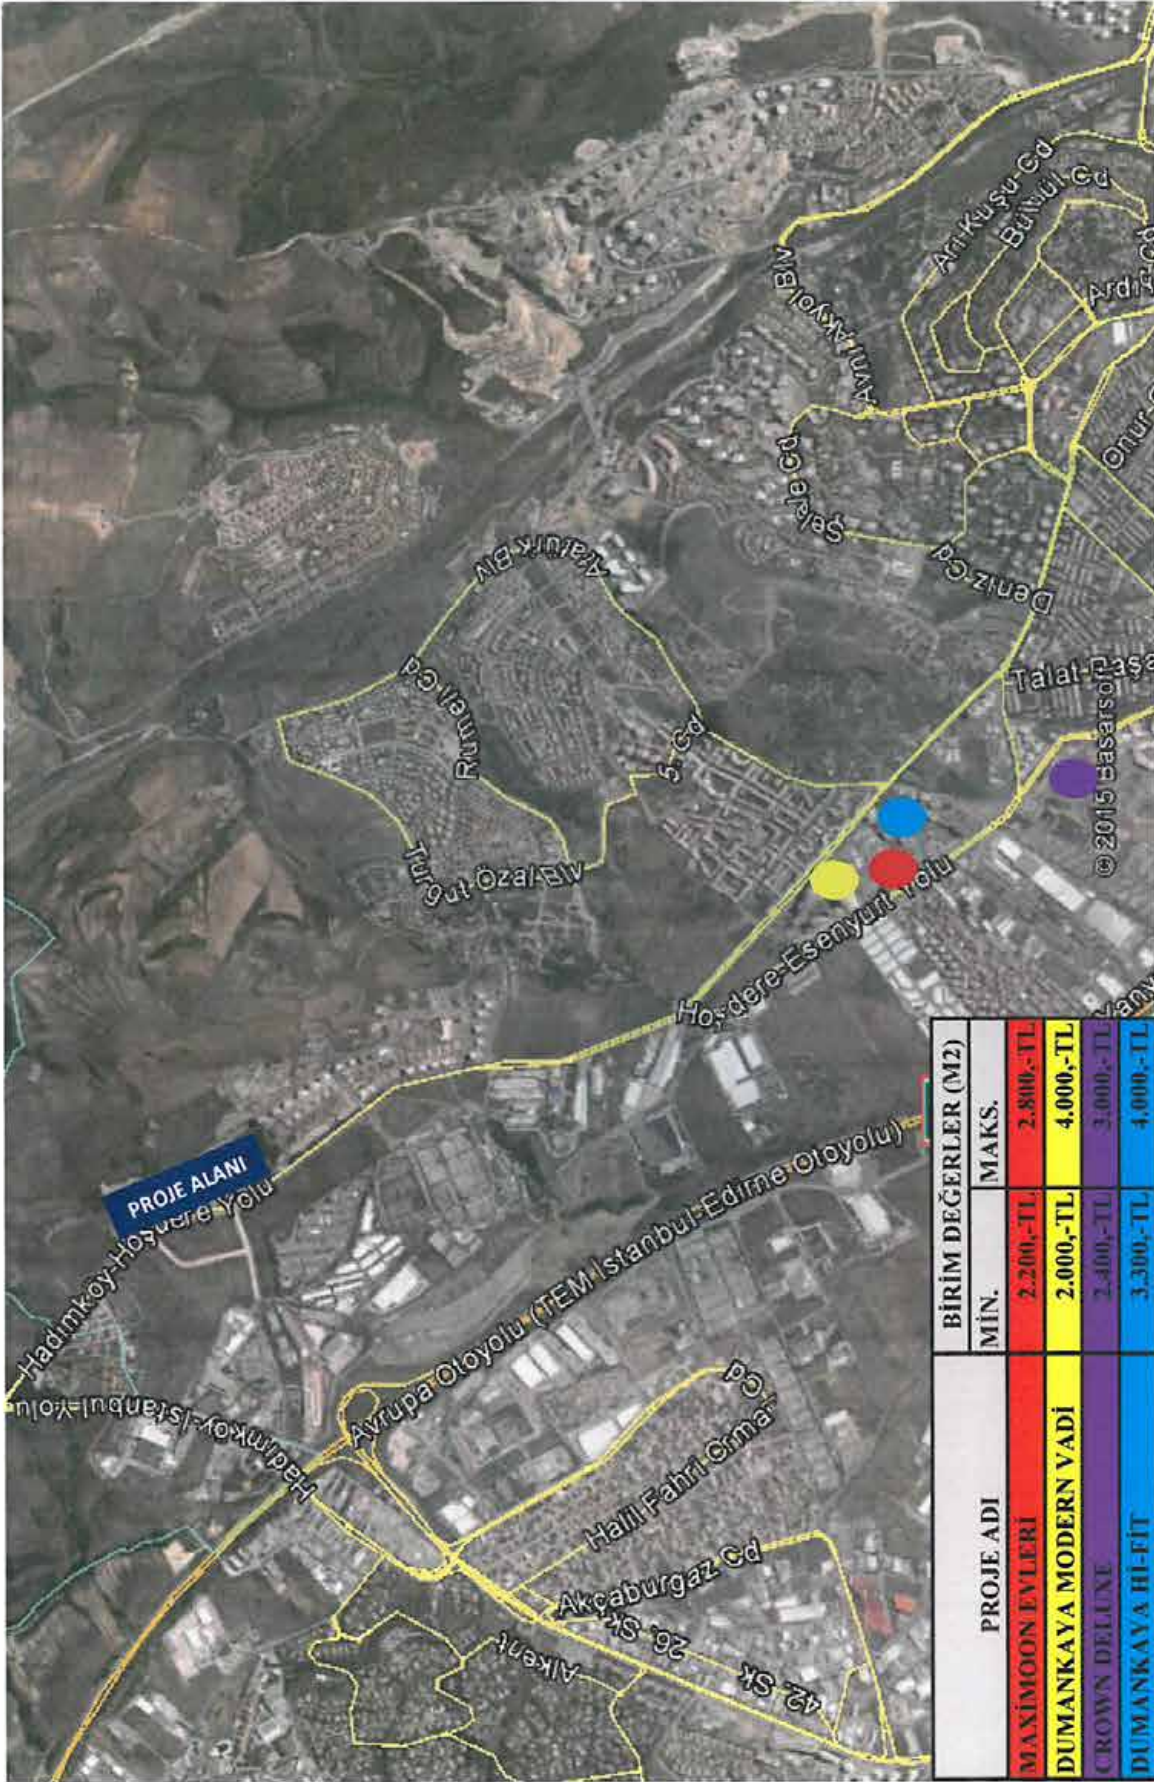 Hadımköy-Hoşdere Yolu
PROJE ALANI
Hadımköy-İstanbul-Yolu
Avrupa Otoyolu (TEM İstanbul-Edirne Otoyolu)
Hoşdere-Esenyurt Yolu
Turgut Özal Blv
Rumeli Cd
Atatürk Blv
5. Cd
Şelale Cd
Avni Akyol Blv
Arı Kuşu Cd
Bülbül Cd
Deniz Cd
Onur
Talat Paşa
© 2015 Basarsoft
Halil Fahri Orman Cd
Akçaburgaz Cd
26. Sk
42. Sk
Alkent
PROJE ADI BİRİM DEĞERLER (M2)
MİN. MAKS.
MAXİMOON EVLERİ 2.200,-TL 2.800,-TL
DUMANKAYA MODERN VADİ 2.000,-TL 4.000,-TL
CROWN DELUXE 2.400,-TL 3.000,-TL
DUMANKAYA Hİ-FİT 3.300,-TL 4.000,-TL